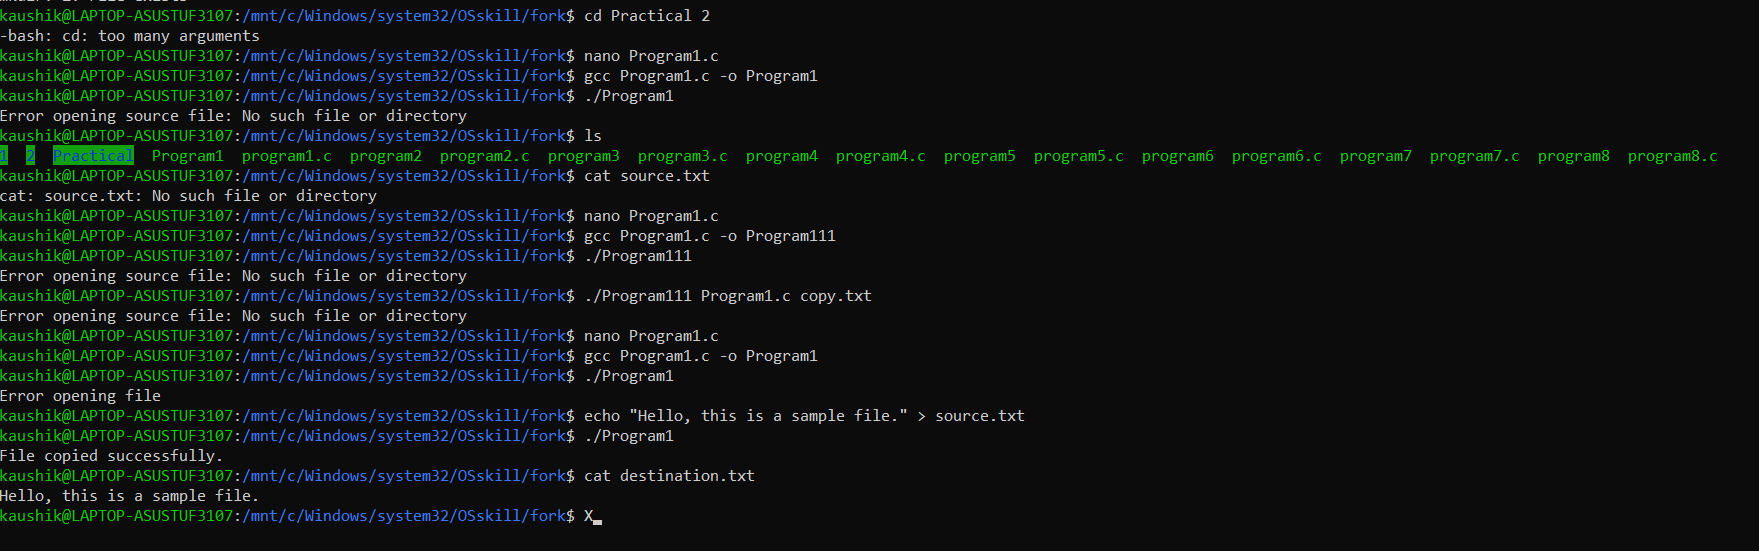 kaushik@LAPTOP-ASUSTUF3107:/mnt/c/Windows/system32/OSskill/fork$ cd Practical 2
-bash: cd: too many arguments
kaushik@LAPTOP-ASUSTUF3107:/mnt/c/Windows/system32/OSskill/fork$ nano Program1.c
kaushik@LAPTOP-ASUSTUF3107:/mnt/c/Windows/system32/OSskill/fork$ gcc Program1.c -o Program1
kaushik@LAPTOP-ASUSTUF3107:/mnt/c/Windows/system32/OSskill/fork$ ./Program1
Error opening source file: No such file or directory
kaushik@LAPTOP-ASUSTUF3107:/mnt/c/Windows/system32/OSskill/fork$ ls
1  2  Practical  Program1  program1.c  program2  program2.c  program3  program3.c  program4  program4.c  program5  program5.c  program6  program6.c  program7  program7.c  program8  program8.c
kaushik@LAPTOP-ASUSTUF3107:/mnt/c/Windows/system32/OSskill/fork$ cat source.txt
cat: source.txt: No such file or directory
kaushik@LAPTOP-ASUSTUF3107:/mnt/c/Windows/system32/OSskill/fork$ nano Program1.c
kaushik@LAPTOP-ASUSTUF3107:/mnt/c/Windows/system32/OSskill/fork$ gcc Program1.c -o Program111
kaushik@LAPTOP-ASUSTUF3107:/mnt/c/Windows/system32/OSskill/fork$ ./Program111
Error opening source file: No such file or directory
kaushik@LAPTOP-ASUSTUF3107:/mnt/c/Windows/system32/OSskill/fork$ ./Program111 Program1.c copy.txt
Error opening source file: No such file or directory
kaushik@LAPTOP-ASUSTUF3107:/mnt/c/Windows/system32/OSskill/fork$ nano Program1.c
kaushik@LAPTOP-ASUSTUF3107:/mnt/c/Windows/system32/OSskill/fork$ gcc Program1.c -o Program1
kaushik@LAPTOP-ASUSTUF3107:/mnt/c/Windows/system32/OSskill/fork$ ./Program1
Error opening file
kaushik@LAPTOP-ASUSTUF3107:/mnt/c/Windows/system32/OSskill/fork$ echo "Hello, this is a sample file." > source.txt
kaushik@LAPTOP-ASUSTUF3107:/mnt/c/Windows/system32/OSskill/fork$ ./Program1
File copied successfully.
kaushik@LAPTOP-ASUSTUF3107:/mnt/c/Windows/system32/OSskill/fork$ cat destination.txt
Hello, this is a sample file.
kaushik@LAPTOP-ASUSTUF3107:/mnt/c/Windows/system32/OSskill/fork$ X